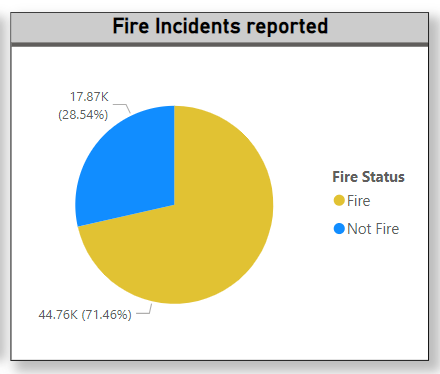 Fire Incidents reported
17.87K
(28.54%)
Fire Status
Fire
Not Fire
44.76K (71.46%)